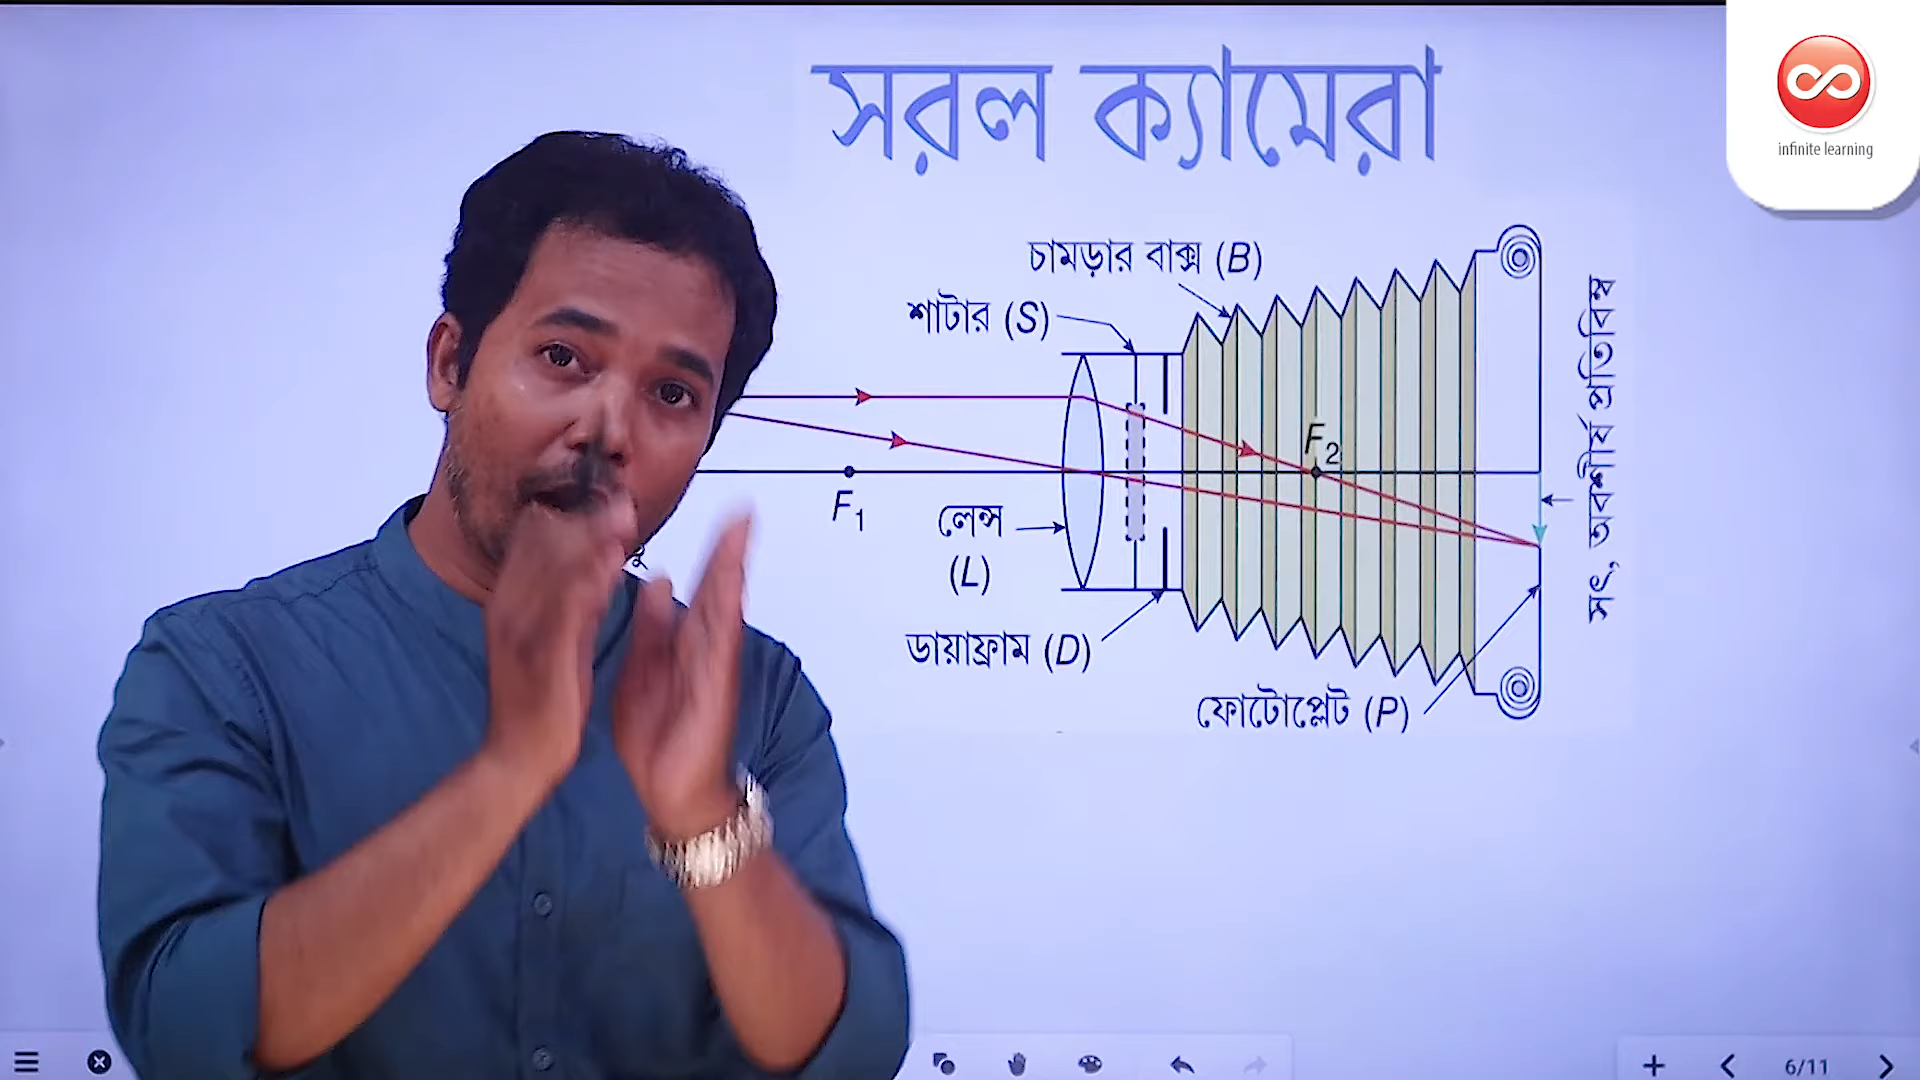 সরল ক্যামেরা
infinite learning
চামড়ার বাক্স (B)
শাটার (S)
F2
F1
লেন্স
(L)
ডায়াফ্রাম (D)
ফোটোপ্লেট (P)
সৎ, অবশীর্ষ প্রতিবিম্ব
6/11